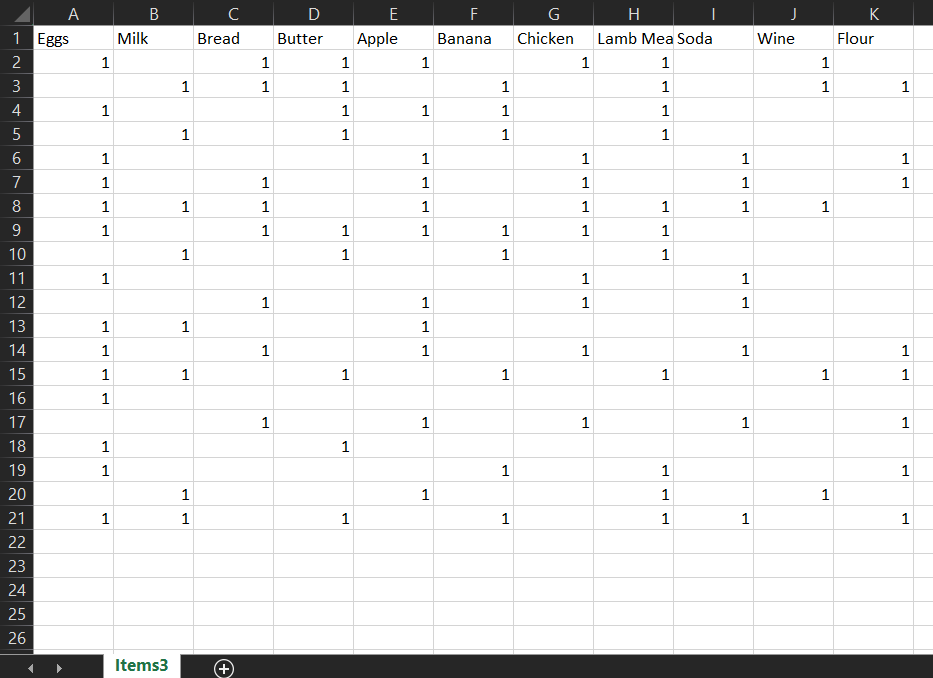 A B C D E F G H I J K
1 Eggs Milk Bread Butter Apple Banana Chicken Lamb Mea Soda Wine Flour
2 1 1 1 1 1 1 1
3 1 1 1 1 1 1 1
4 1 1 1 1 1
5 1 1 1 1
6 1 1 1 1 1
7 1 1 1 1 1 1
8 1 1 1 1 1 1 1 1
9 1 1 1 1 1 1 1
10 1 1 1 1
11 1 1 1
12 1 1 1 1
13 1 1 1
14 1 1 1 1 1 1
15 1 1 1 1 1 1 1
16 1
17 1 1 1 1 1
18 1 1
19 1 1 1 1
20 1 1 1 1
21 1 1 1 1 1 1 1
22
23
24
25
26
Items3